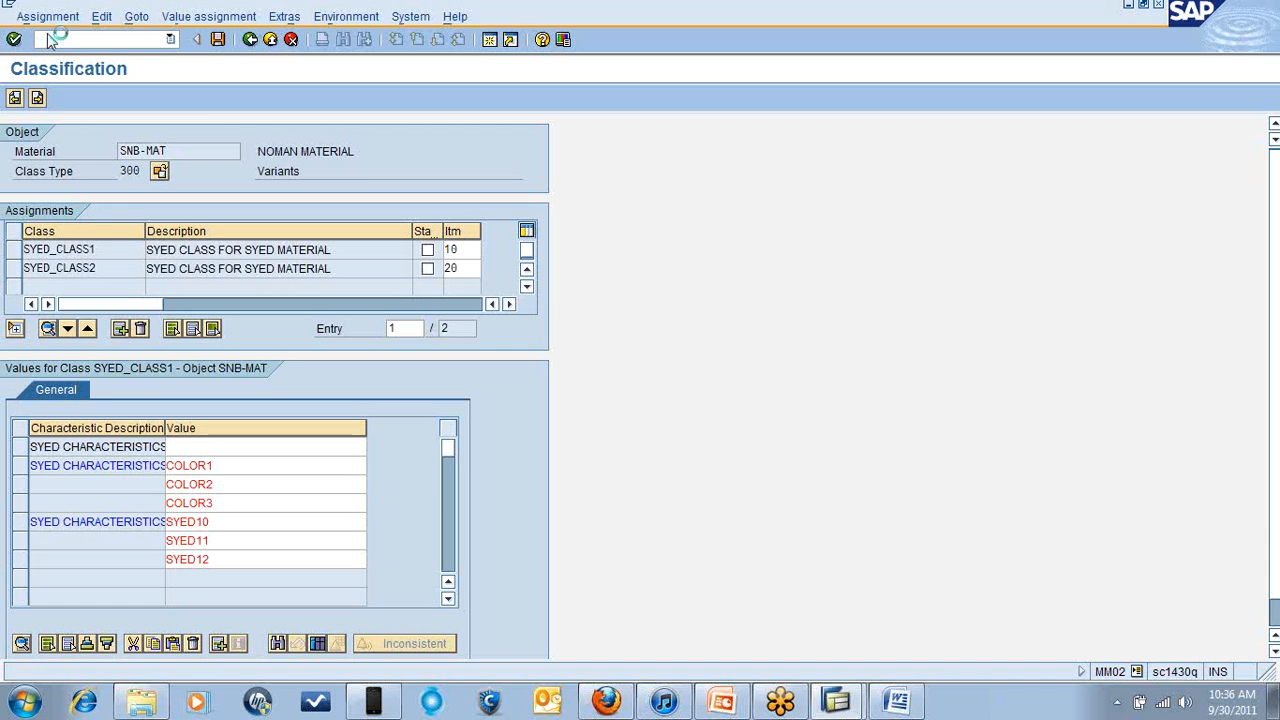 Assignment Edit Goto Value assignment Extras Environment System Help
SAP
Classification
Object
Material SNB-MAT NOMAN MATERIAL
Class Type 300 Variants
Assignments
Class Description Sta.. Itm
SYED_CLASS1 SYED CLASS FOR SYED MATERIAL 10
SYED_CLASS2 SYED CLASS FOR SYED MATERIAL 20
Entry 1 / 2
Values for Class SYED_CLASS1 - Object SNB-MAT
General
Characteristic Description Value
SYED CHARACTERISTICS
SYED CHARACTERISTICS COLOR1
COLOR2
COLOR3
SYED CHARACTERISTICS SYED10
SYED11
SYED12
Inconsistent
MM02 sc1430q INS
10:36 AM
9/30/2011